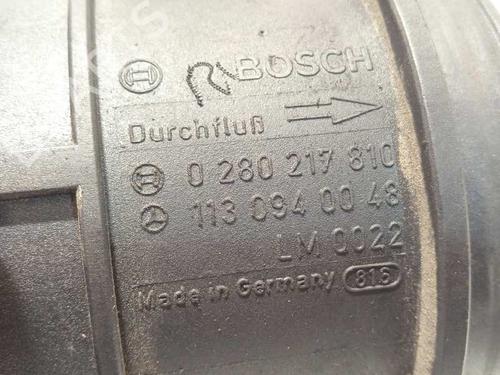 BOSCH
Durchfluß
0 280 217 810
113 094 00 48
LM 0022
Made in Germany 816